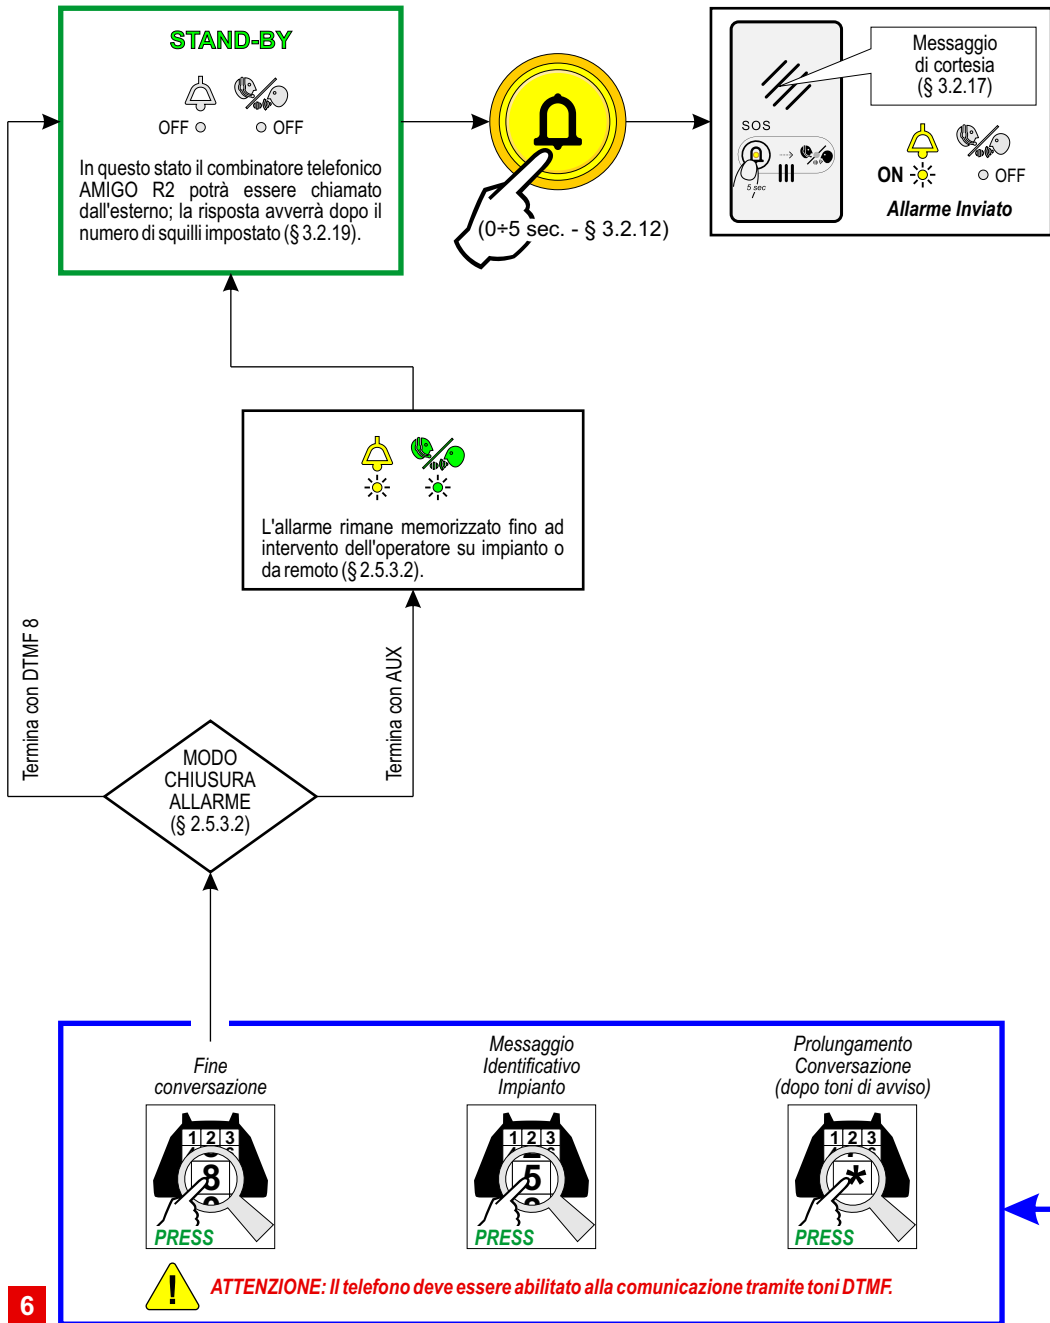 STAND-BY
OFF
OFF
In questo stato il combinatore telefonico
AMIGO R2 potrà essere chiamato
dall'esterno; la risposta avverrà dopo il
numero di squilli impostato (§ 3.2.19).
(0÷5 sec. - § 3.2.12)
Messaggio
di cortesia
(§ 3.2.17)
SOS
5 sec
ON
OFF
Allarme Inviato
L'allarme rimane memorizzato fino ad
intervento dell'operatore su impianto o
da remoto (§ 2.5.3.2).
Termina con DTMF 8
Termina con AUX
MODO
CHIUSURA
ALLARME
(§ 2.5.3.2)
Fine
conversazione
1 2 3
8
PRESS
Messaggio
Identificativo
Impianto
1 2 3
5
PRESS
Prolungamento
Conversazione
(dopo toni di avviso)
1 2 3
*
PRESS
ATTENZIONE: Il telefono deve essere abilitato alla comunicazione tramite toni DTMF.
6